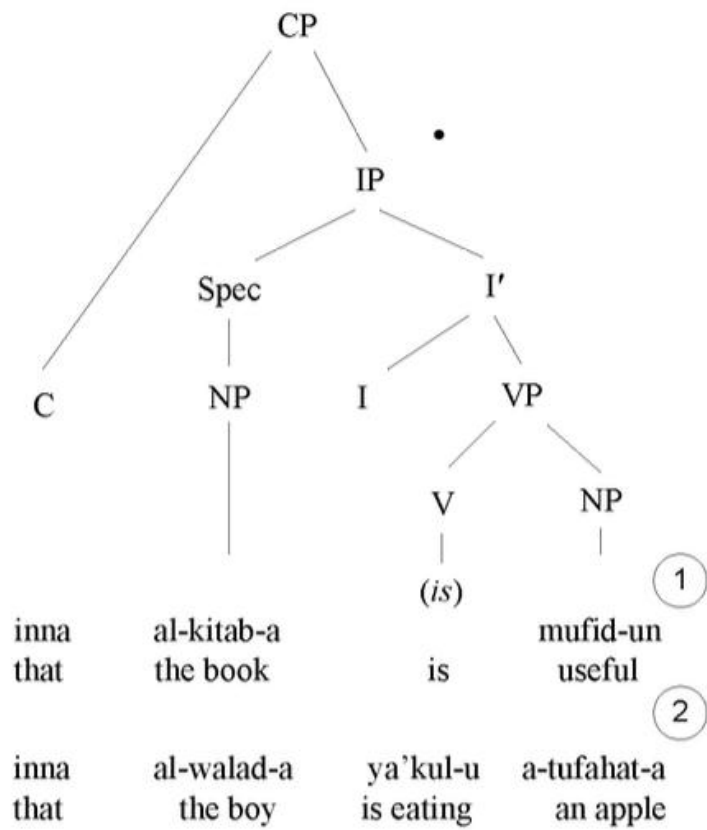 CP
IP
Spec I′
C NP I VP
V NP
1
(is)
inna al-kitab-a mufid-un
that the book is useful
2
inna al-walad-a ya’kul-u a-tufahat-a
that the boy is eating an apple